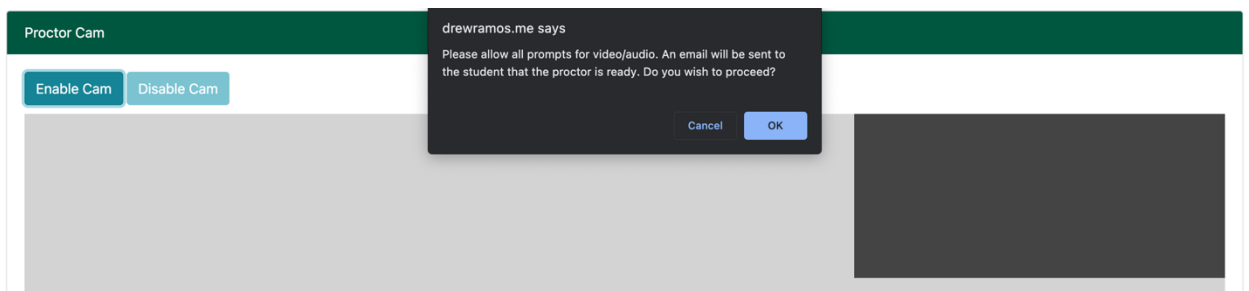 Proctor Cam
drewramos.me says
Please allow all prompts for video/audio. An email will be sent to
the student that the proctor is ready. Do you wish to proceed?
Enable Cam Disable Cam
Cancel OK